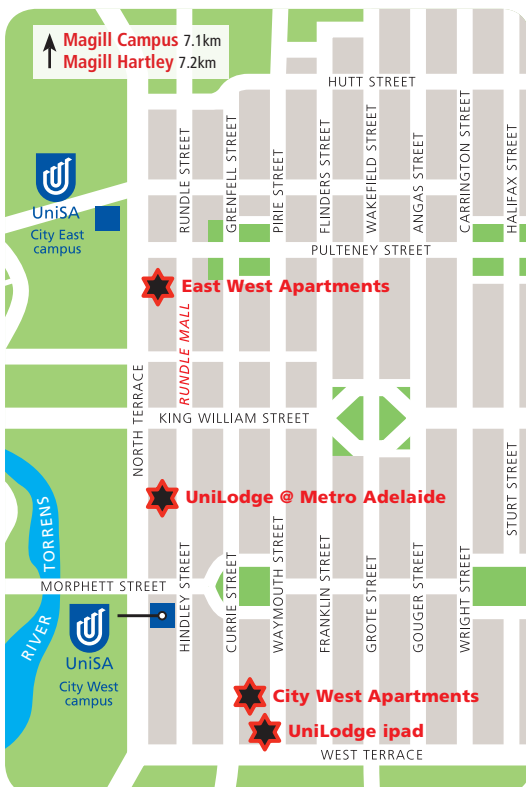 Magill Campus 7.1km
Magill Hartley 7.2km
HUTT STREET
RUNDLE STREET
GRENFELL STREET
PIRIE STREET
FLINDERS STREET
WAKEFIELD STREET
ANGAS STREET
CARRINGTON STREET
HALIFAX STREET
UniSA
City East
campus
PULTENEY STREET
East West Apartments
RUNDLE MALL
NORTH TERRACE
KING WILLIAM STREET
STURT STREET
UniLodge @ Metro Adelaide
TORRENS
RIVER
MORPHETT STREET
HINDLEY STREET
CURRIE STREET
WAYMOUTH STREET
FRANKLIN STREET
GROTE STREET
GOUGER STREET
WRIGHT STREET
UniSA
City West
campus
City West Apartments
UniLodge ipad
WEST TERRACE